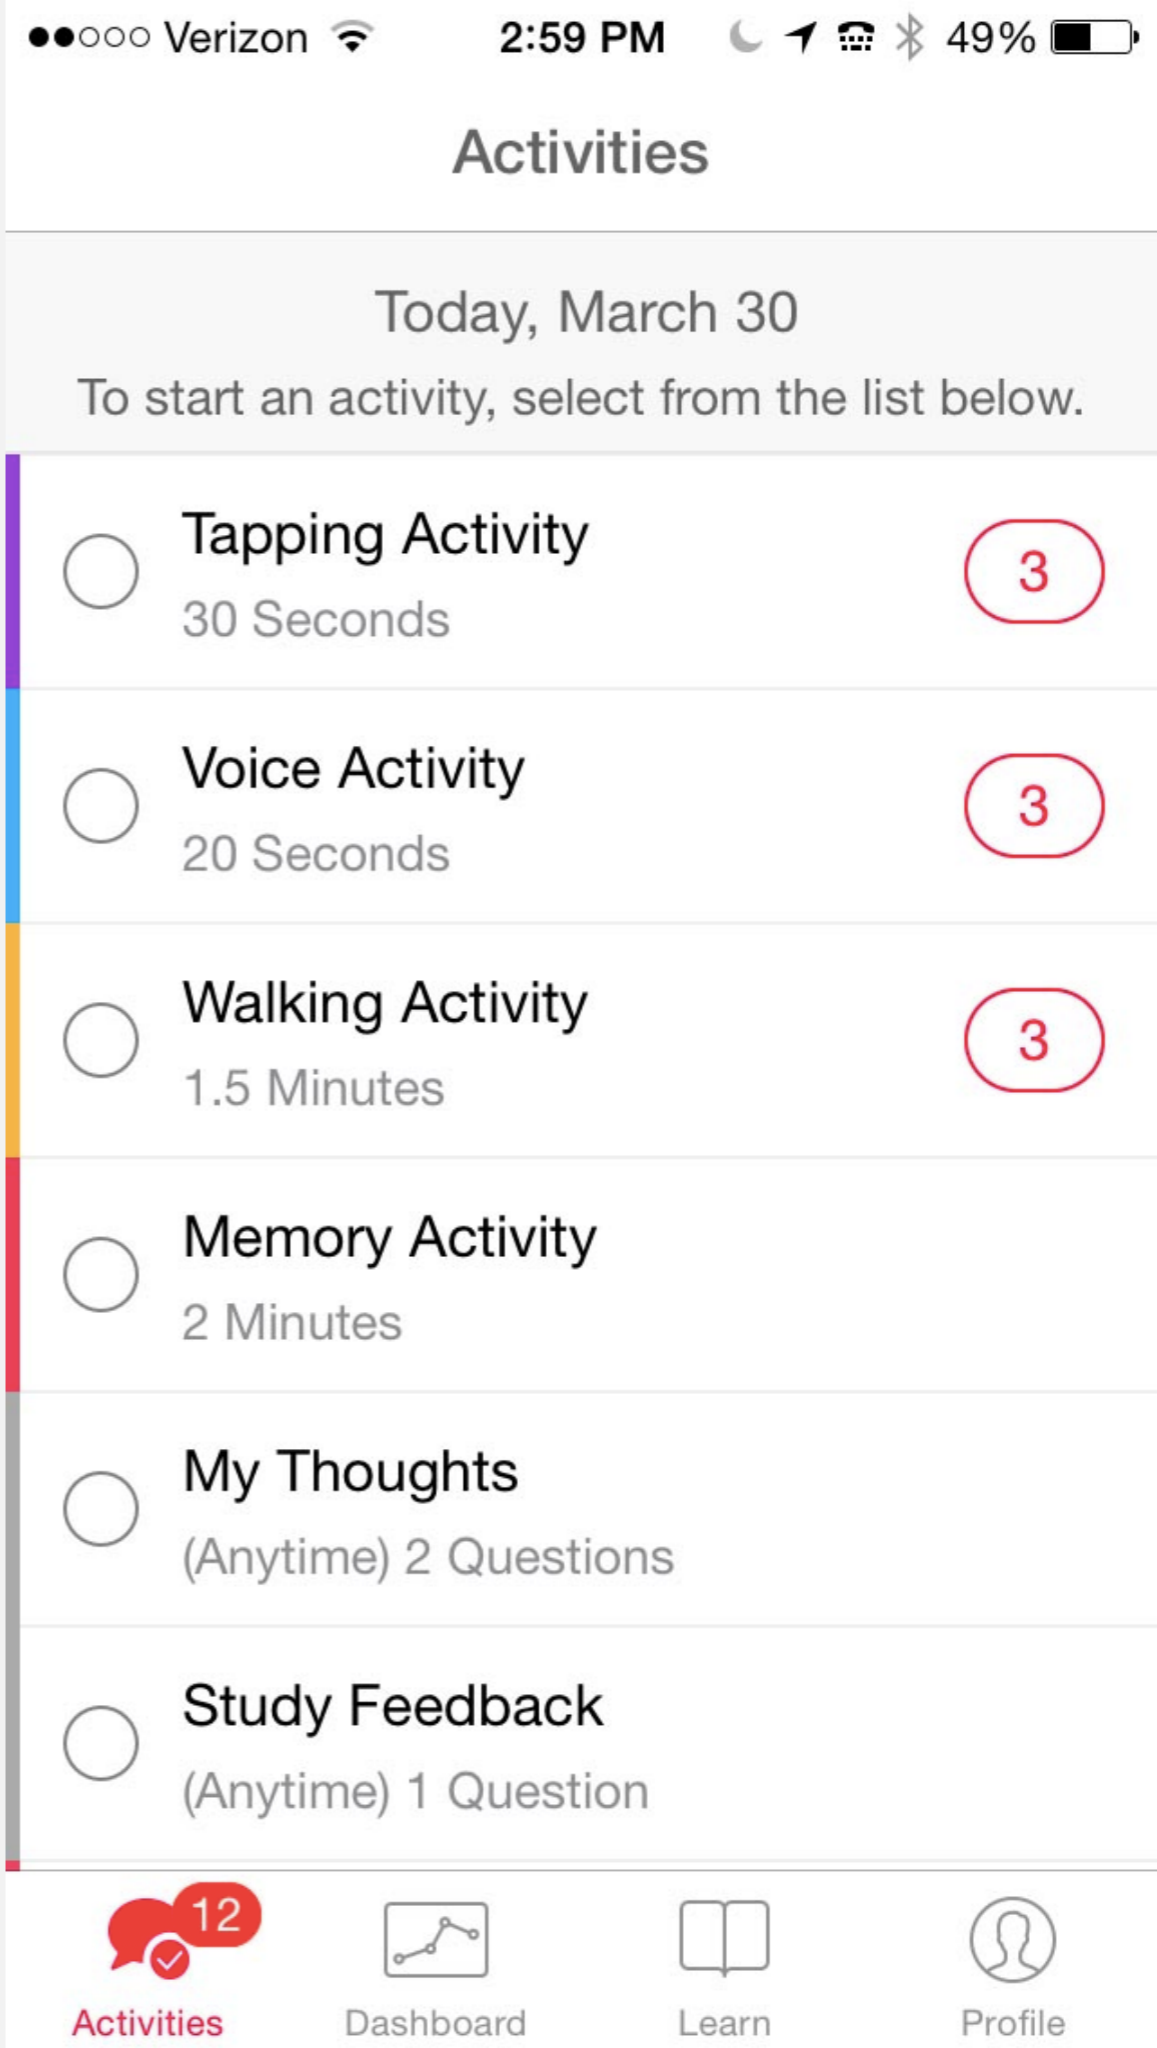 Verizon 2:59 PM 49%
Activities
Today, March 30
To start an activity, select from the list below.
Tapping Activity
30 Seconds
3
Voice Activity
20 Seconds
3
Walking Activity
1.5 Minutes
3
Memory Activity
2 Minutes
My Thoughts
(Anytime) 2 Questions
Study Feedback
(Anytime) 1 Question
12
Activities Dashboard Learn Profile